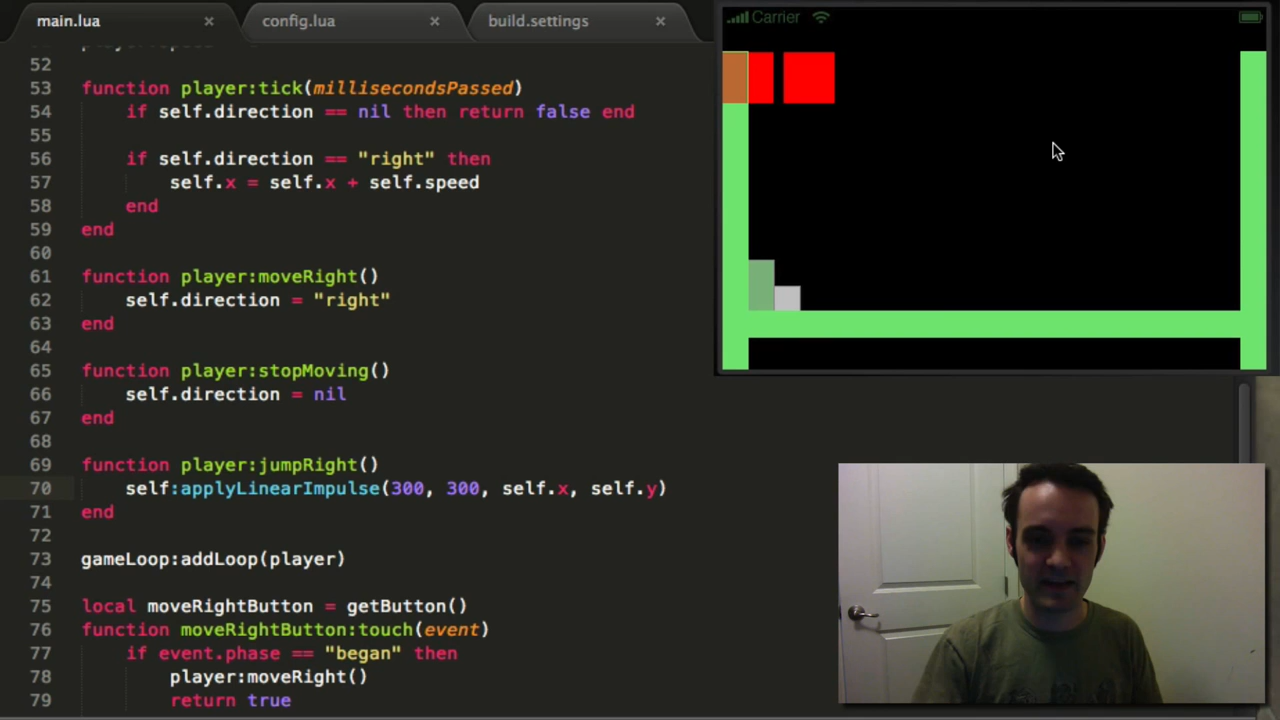 main.lua × config.lua × build.settings ×
Carrier
52
53 function player:tick(millisecondsPassed)
54 if self.direction == nil then return false end
55
56 if self.direction == "right" then
57 self.x = self.x + self.speed
58 end
59 end
60
61 function player:moveRight()
62 self.direction = "right"
63 end
64
65 function player:stopMoving()
66 self.direction = nil
67 end
68
69 function player:jumpRight()
70 self:applyLinearImpulse(300, 300, self.x, self.y)
71 end
72
73 gameLoop:addLoop(player)
74
75 local moveRightButton = getButton()
76 function moveRightButton:touch(event)
77 if event.phase == "began" then
78 player:moveRight()
79 return true